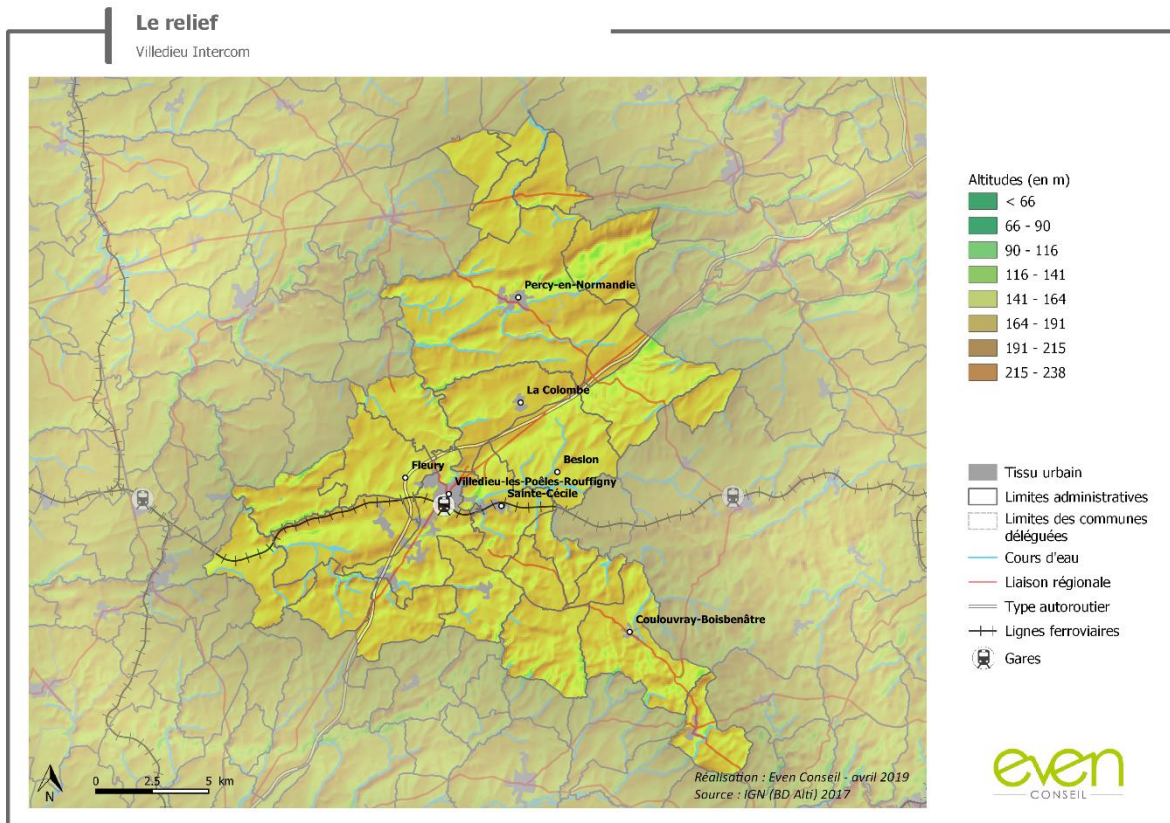 Le relief
Villedieu Intercom
Percy-en-Normandie
La Colombe
Beslon
Fleury
Villedieu-les-Poêles-Rouffigny
Sainte-Cécile
Coulouvray-Boisbenâtre
N
0 2.5 5 km
Réalisation : Even Conseil - avril 2019
Source : IGN (BD Alti) 2017
Altitudes (en m)
< 66
66 - 90
90 - 116
116 - 141
141 - 164
164 - 191
191 - 215
215 - 238
Tissu urbain
Limites administratives
Limites des communes
déléguées
Cours d'eau
Liaison régionale
Type autoroutier
Lignes ferroviaires
Gares
even
CONSEIL